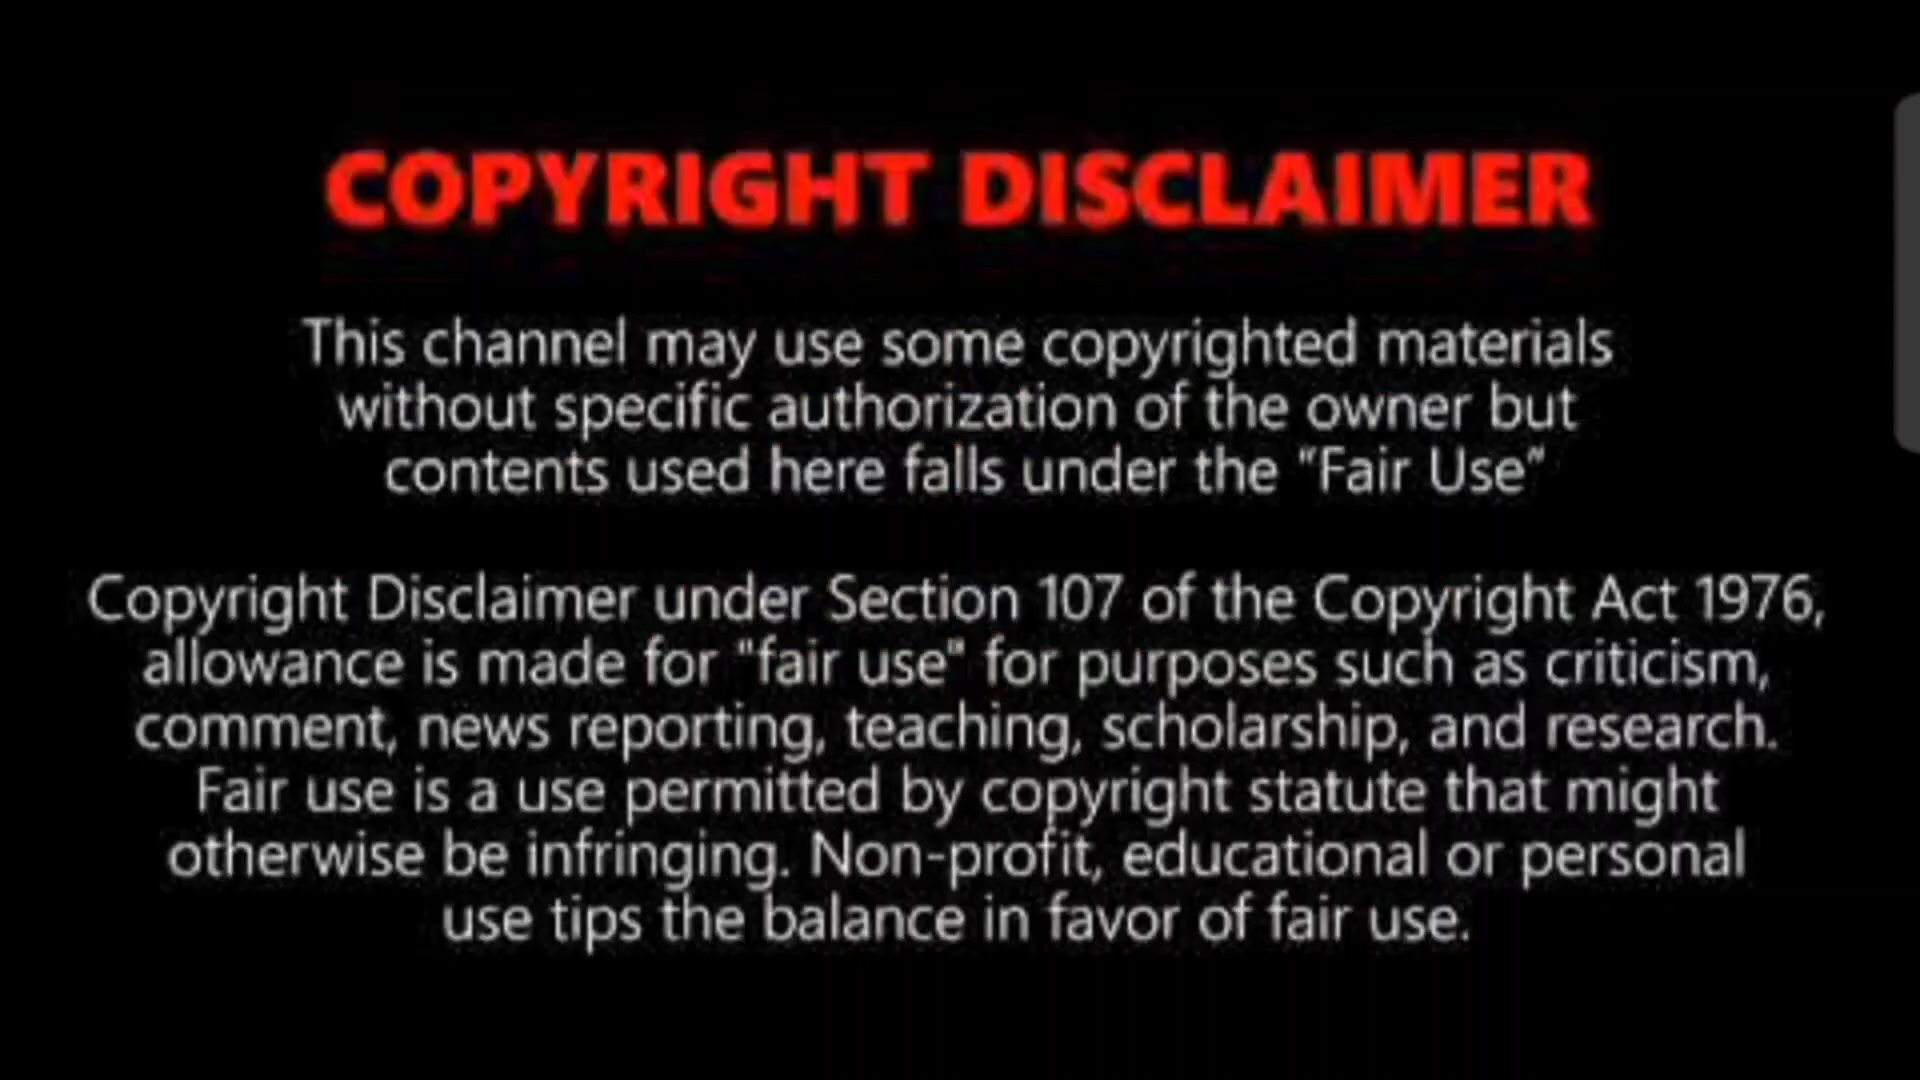 COPYRIGHT DISCLAIMER
This channel may use some copyrighted materials
without specific authorization of the owner but
contents used here falls under the "Fair Use"
Copyright Disclaimer under Section 107 of the Copyright Act 1976,
allowance is made for "fair use" for purposes such as criticism,
comment, news reporting, teaching, scholarship, and research.
Fair use is a use permitted by copyright statute that might
otherwise be infringing. Non-profit, educational or personal
use tips the balance in favor of fair use.